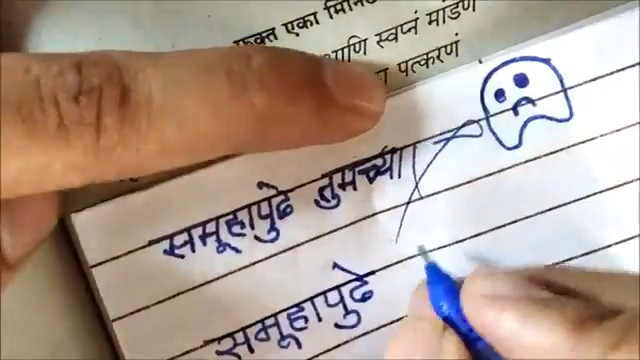 फक्त एका मिनिट
आणि स्वप्नं मांडणं
पत्करणं
समूहापुढे तुमच्या
समूहापुढे